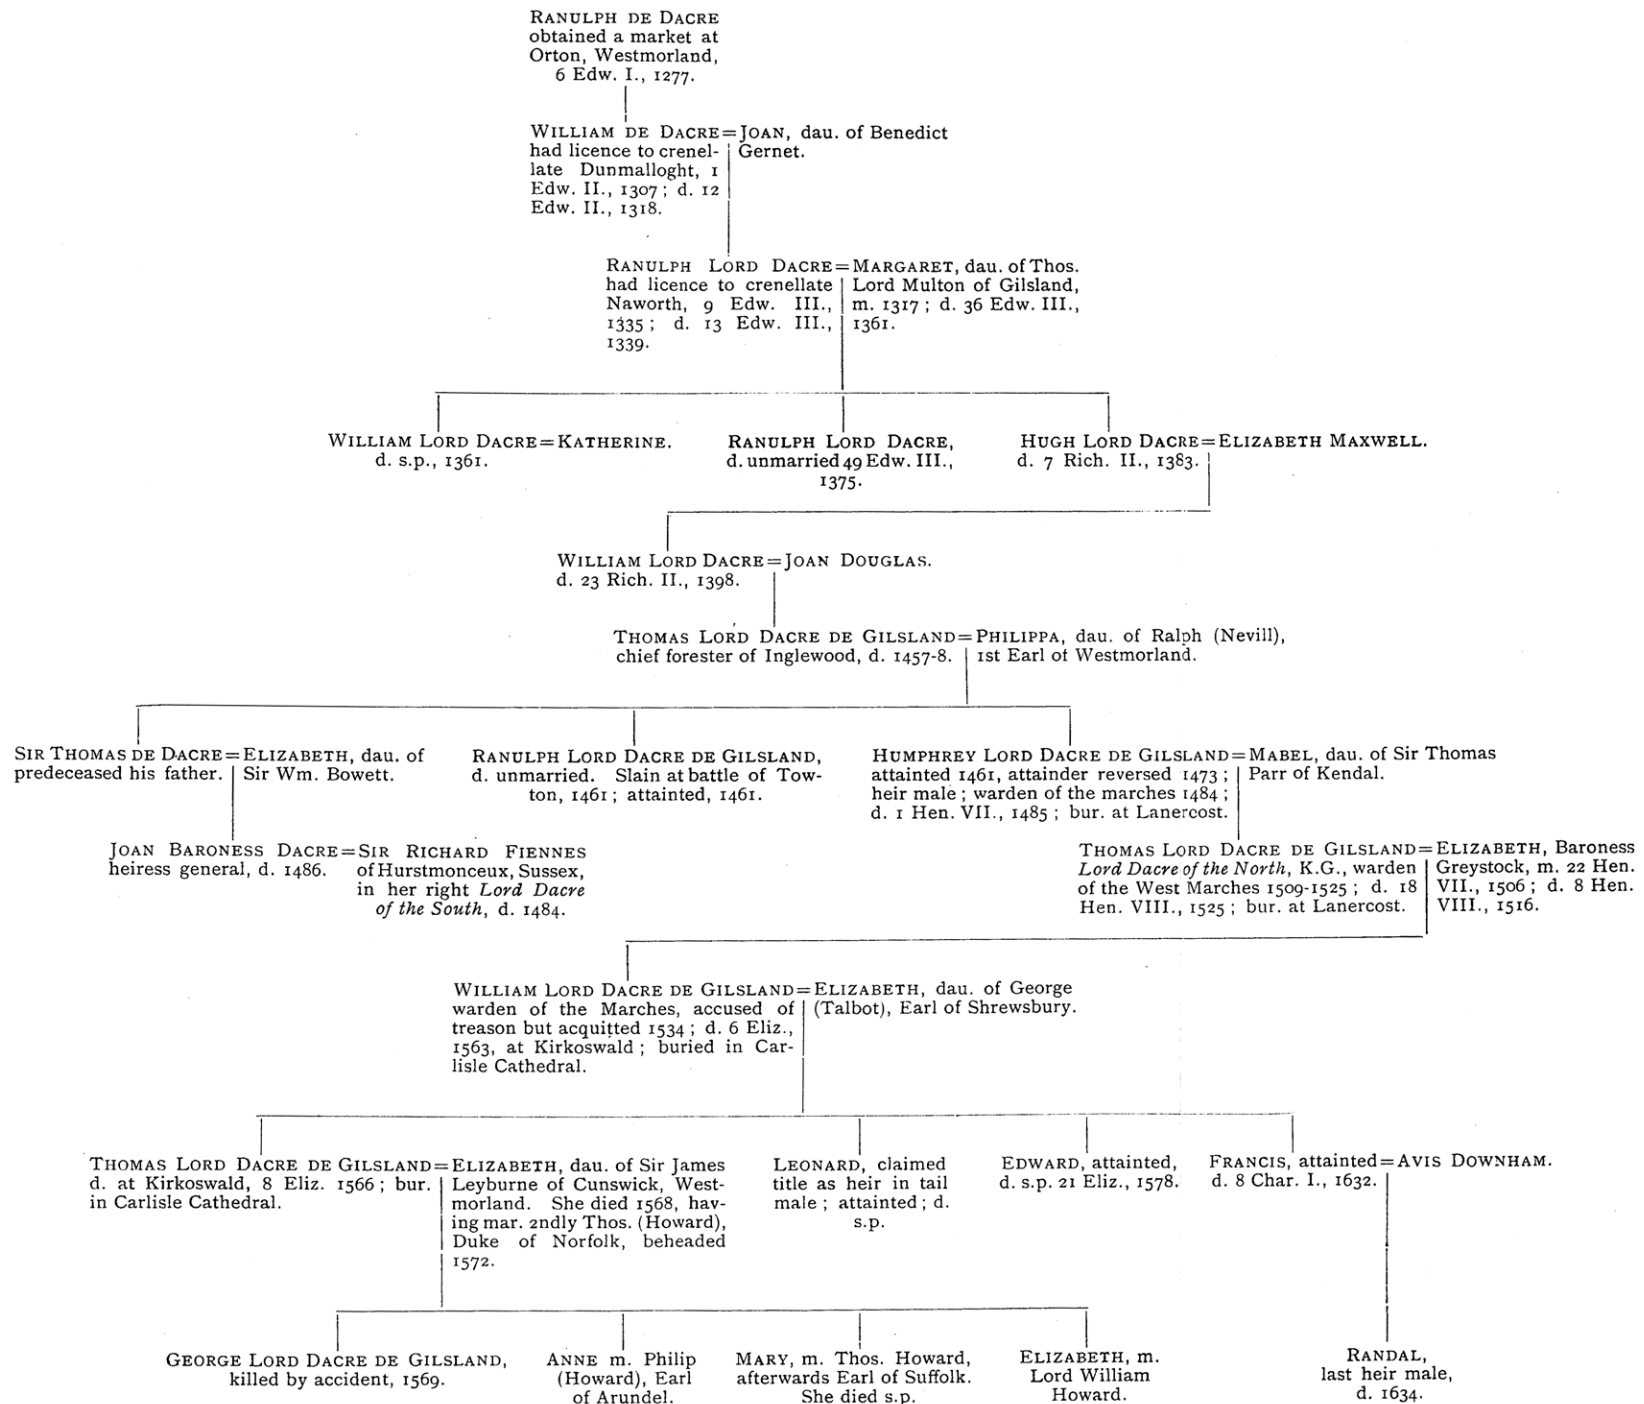 RANULPH DE DACRE
obtained a market at
Orton, Westmorland,
6 Edw. I., 1277.
WILLIAM DE DACRE=JOAN, dau. of Benedict
had licence to crenel- Gernet.
late Dunmalloght, 1
Edw. II., 1307; d. 12
Edw. II., 1318.
RANULPH LORD DACRE=MARGARET, dau. of Thos.
had licence to crenellate Lord Multon of Gilsland,
Naworth, 9 Edw. III., m. 1317; d. 36 Edw. III.,
1335; d. 13 Edw. III., 1361.
1339.
WILLIAM LORD DACRE=KATHERINE.
d. s.p., 1361.
RANULPH LORD DACRE,
d. unmarried 49 Edw. III.,
1375.
HUGH LORD DACRE=ELIZABETH MAXWELL.
d. 7 Rich. II., 1383.
WILLIAM LORD DACRE=JOAN DOUGLAS.
d. 23 Rich. II., 1398.
THOMAS LORD DACRE DE GILSLAND=PHILIPPA, dau. of Ralph (Nevill),
chief forester of Inglewood, d. 1457-8. 1st Earl of Westmorland.
SIR THOMAS DE DACRE=ELIZABETH, dau. of
predeceased his father. Sir Wm. Bowett.
RANULPH LORD DACRE DE GILSLAND,
d. unmarried. Slain at battle of Tow-
ton, 1461; attainted, 1461.
HUMPHREY LORD DACRE DE GILSLAND=MABEL, dau. of Sir Thomas
attainted 1461, attainder reversed 1473; Parr of Kendal.
heir male; warden of the marches 1484;
d. 1 Hen. VII., 1485; bur. at Lanercost.
JOAN BARONESS DACRE=SIR RICHARD FIENNES
heiress general, d. 1486. of Hurstmonceux, Sussex,
in her right Lord Dacre
of the South, d. 1484.
THOMAS LORD DACRE DE GILSLAND=ELIZABETH, Baroness
Lord Dacre of the North, K.G., warden Greystock, m. 22 Hen.
of the West Marches 1509-1525; d. 18 VII., 1506; d. 8 Hen.
Hen. VIII., 1525; bur. at Lanercost. VIII., 1516.
WILLIAM LORD DACRE DE GILSLAND=ELIZABETH, dau. of George
warden of the Marches, accused of (Talbot), Earl of Shrewsbury.
treason but acquitted 1534; d. 6 Eliz.,
1563, at Kirkoswald; buried in Car-
lisle Cathedral.
THOMAS LORD DACRE DE GILSLAND=ELIZABETH, dau. of Sir James
d. at Kirkoswald, 8 Eliz. 1566; bur. Leyburne of Cunswick, West-
in Carlisle Cathedral. morland. She died 1568, hav-
ing mar. 2ndly Thos. (Howard),
Duke of Norfolk, beheaded
1572.
LEONARD, claimed
title as heir in tail
male; attainted; d.
s.p.
EDWARD, attainted,
d. s.p. 21 Eliz., 1578.
FRANCIS, attainted=AVIS DOWNHAM.
d. 8 Char. I., 1632.
GEORGE LORD DACRE DE GILSLAND,
killed by accident, 1569.
ANNE m. Philip
(Howard), Earl
of Arundel.
MARY, m. Thos. Howard,
afterwards Earl of Suffolk.
She died s.p.
ELIZABETH, m.
Lord William
Howard.
RANDAL,
last heir male,
d. 1634.